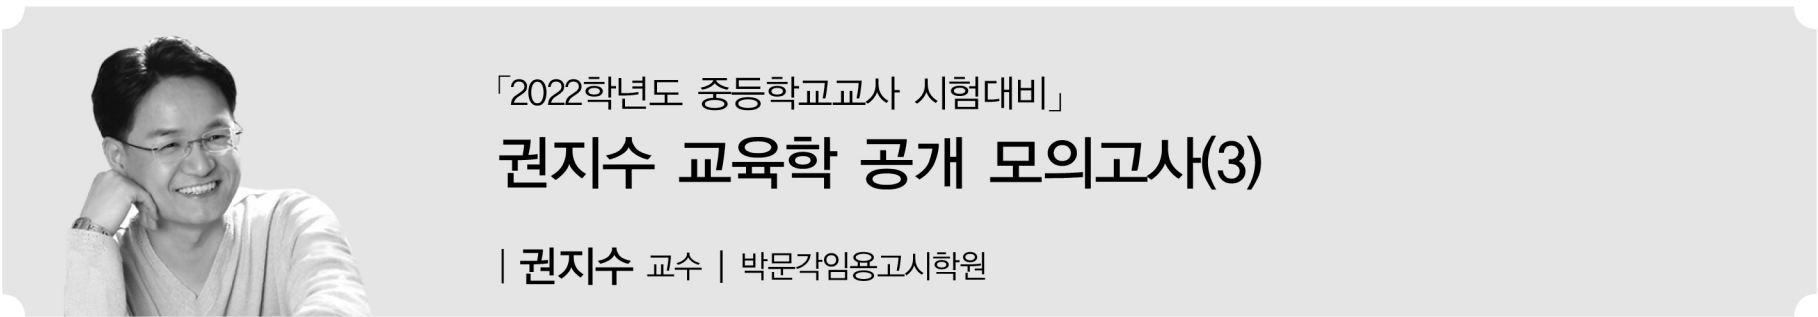 「2022학년도 중등학교교사 시험대비」
권지수 교육학 공개 모의고사(3)
| 권지수 교수 | 박문각임용고시학원